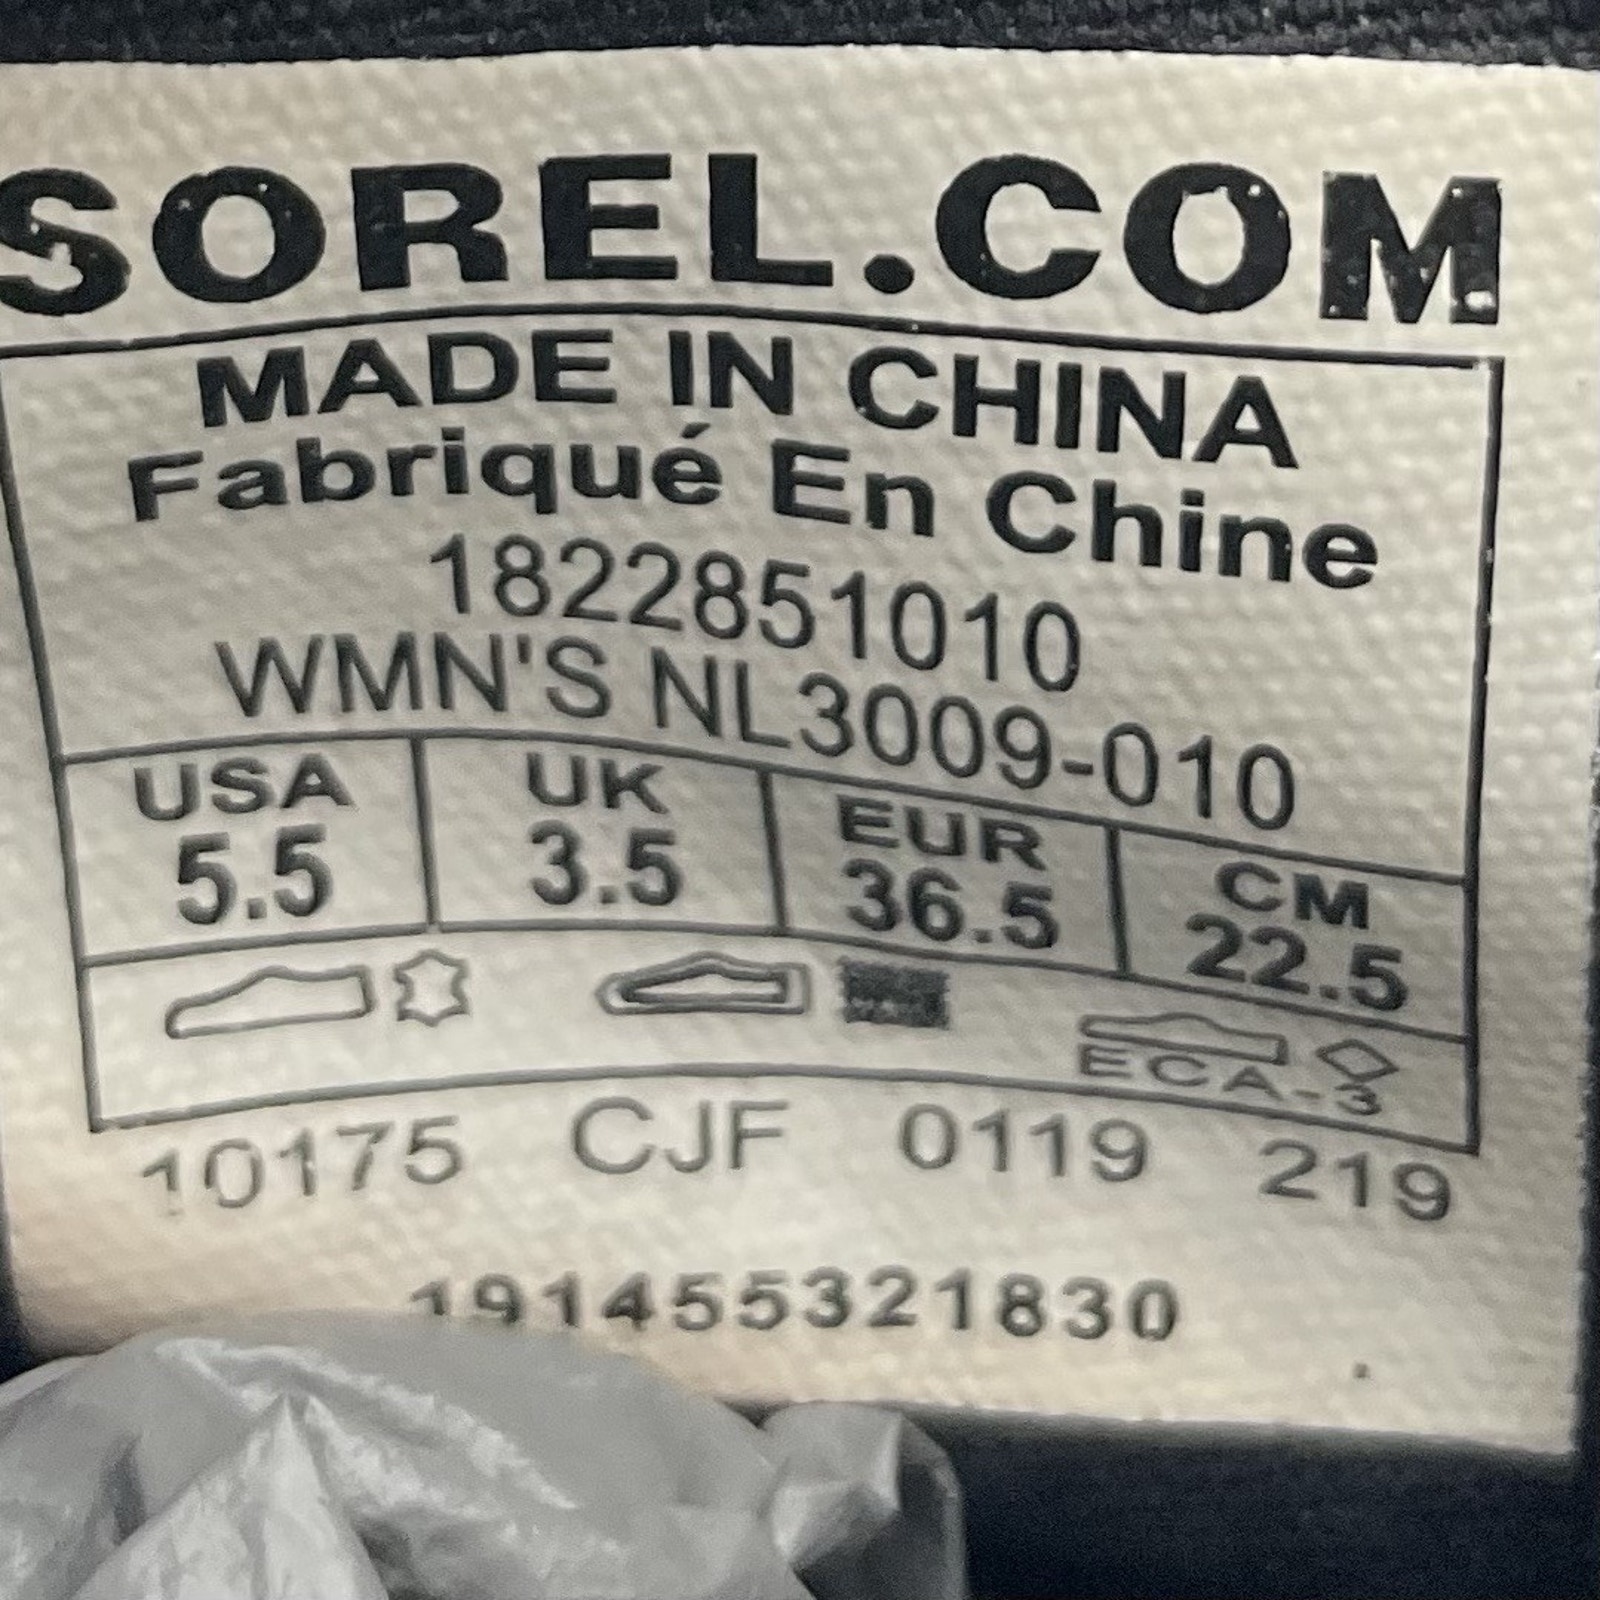 SOREL.COM
MADE IN CHINA
Fabriqué En Chine
1822851010
WMN'S NL3009-010
USA UK EUR CM
5.5 3.5 36.5 22.5
ECA-3
10175 CJF 0119 219
191455321830